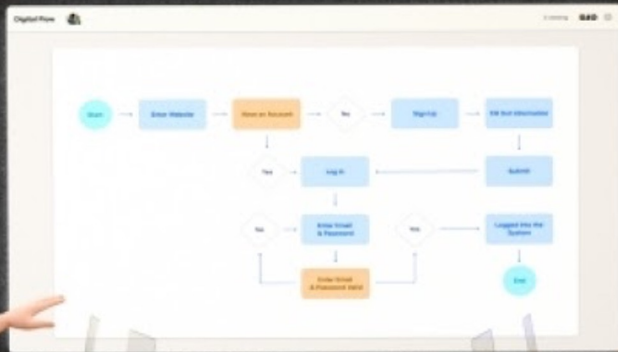 Digital Flow
Start
Enter Website
Have an Account
No
Sign Up
Fill Out Information
Yes
Log In
Submit
No
Enter Email
& Password
Yes
Logged Into the
System
Enter Email
& Password Valid
End